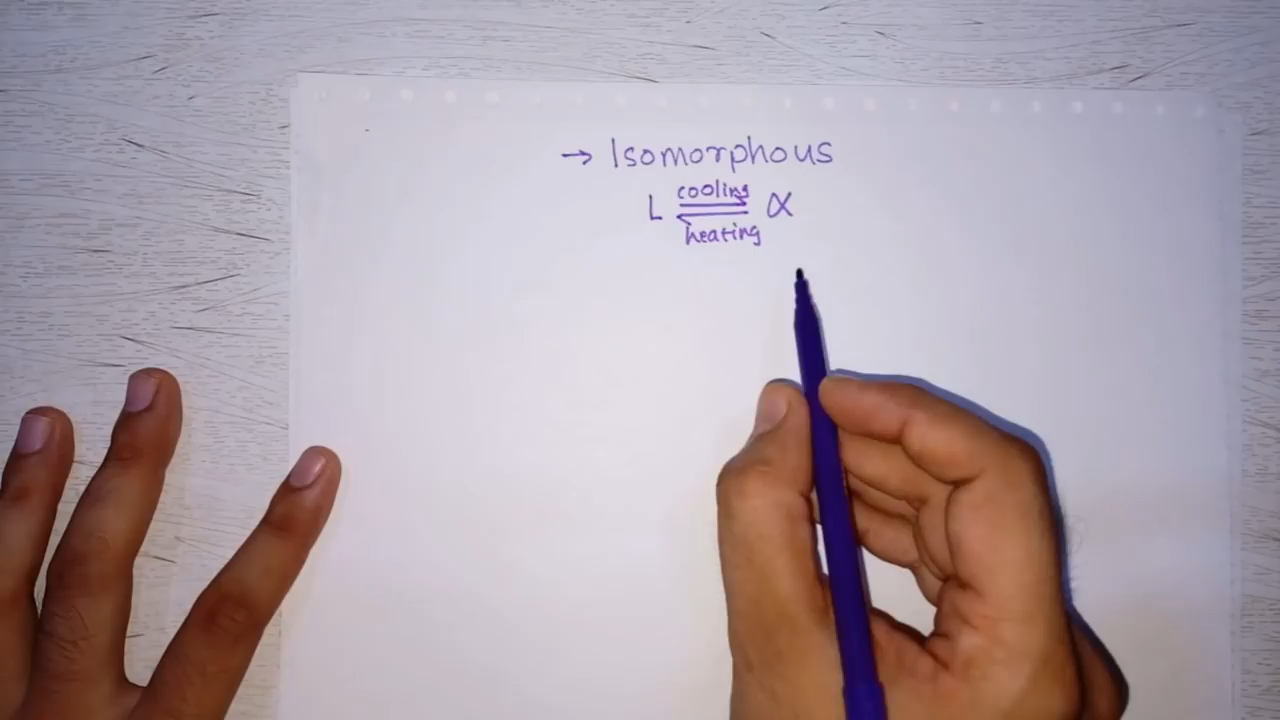 → Isomorphous
cooling
L ⇌ α
heating